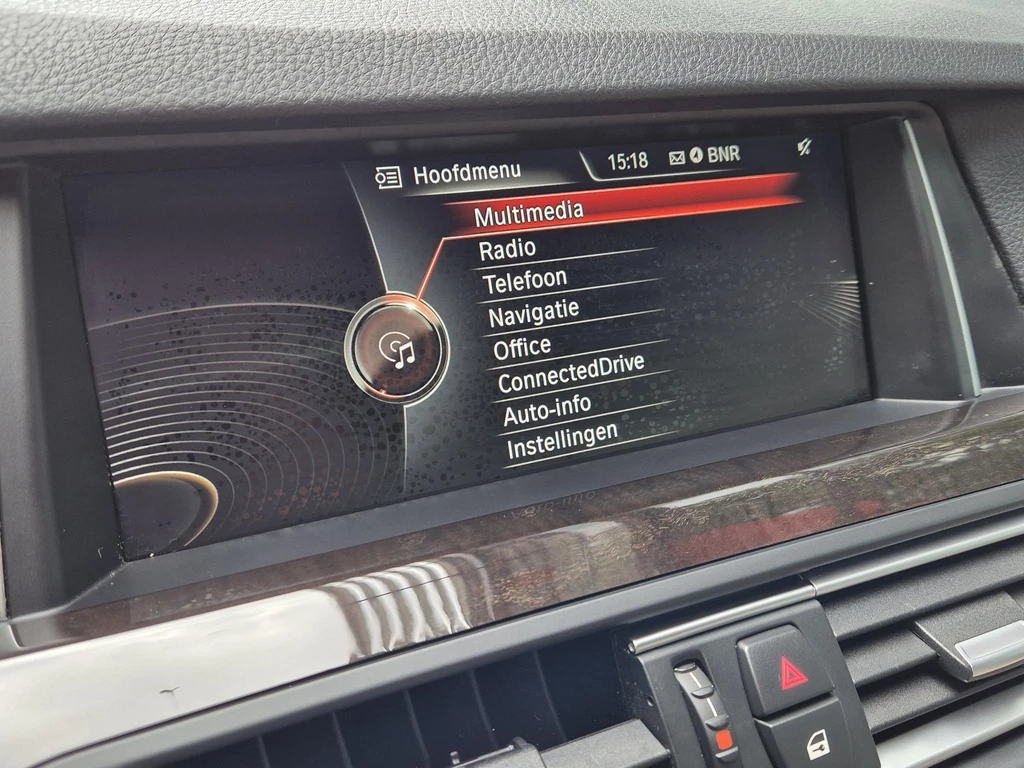 Hoofdmenu 15:18 BNR
Multimedia
Radio
Telefoon
Navigatie
Office
ConnectedDrive
Auto-info
Instellingen